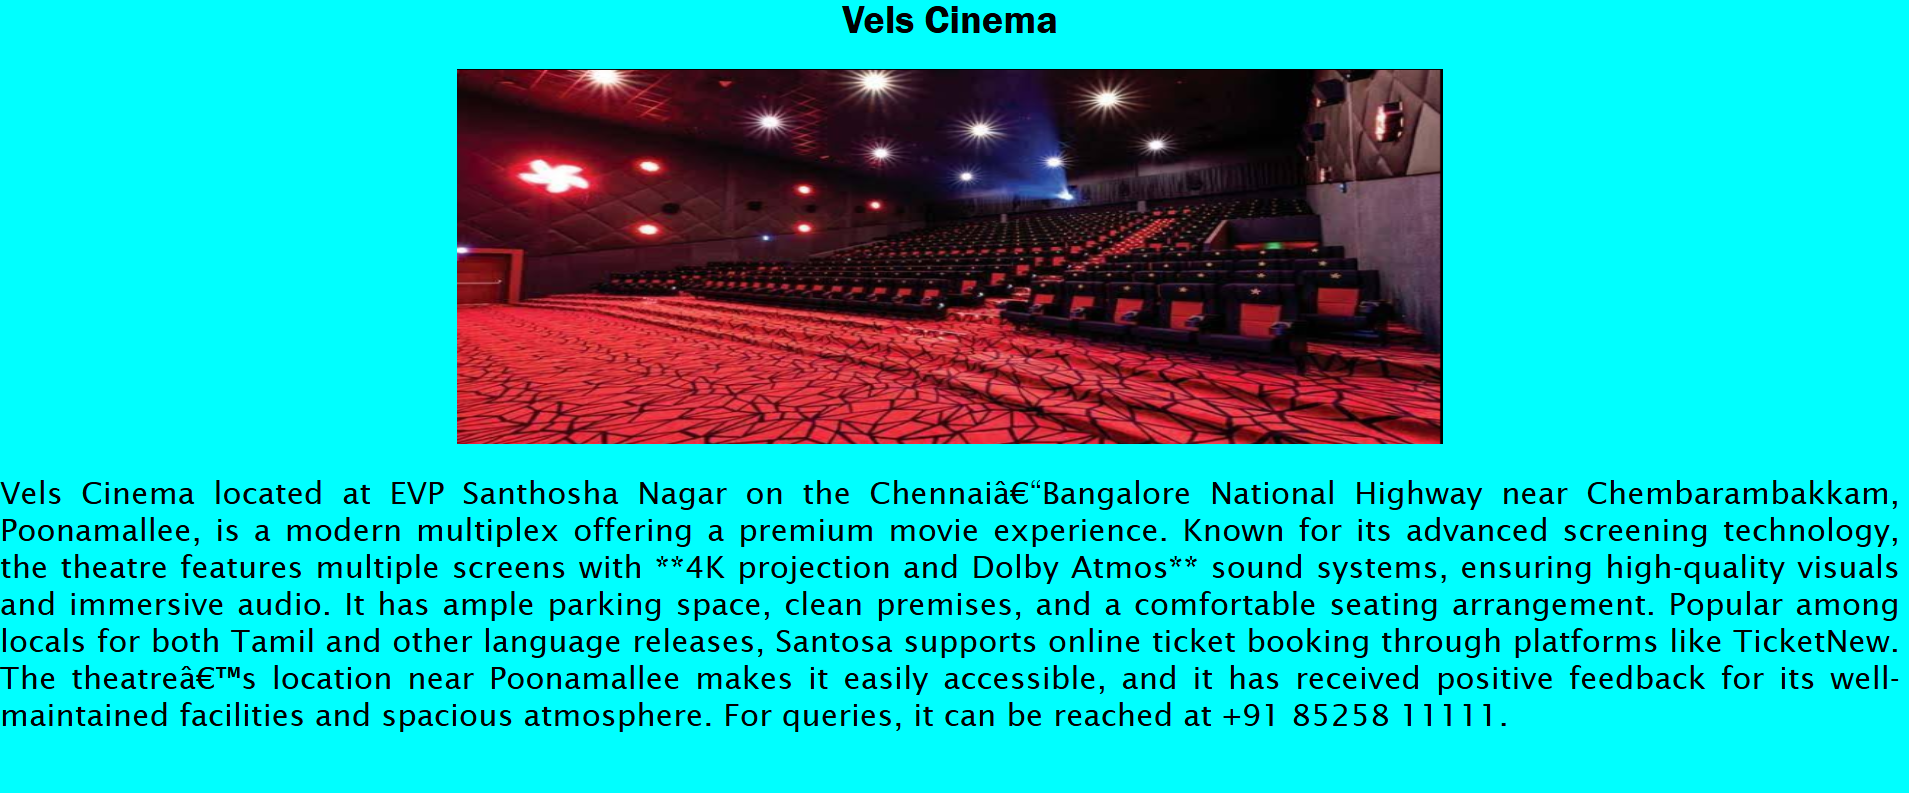 Vels Cinema
Vels Cinema located at EVP Santhosha Nagar on the Chennaiâ€“Bangalore National Highway near Chembarambakkam,
Poonamallee, is a modern multiplex offering a premium movie experience. Known for its advanced screening technology,
the theatre features multiple screens with **4K projection and Dolby Atmos** sound systems, ensuring high-quality visuals
and immersive audio. It has ample parking space, clean premises, and a comfortable seating arrangement. Popular among
locals for both Tamil and other language releases, Santosa supports online ticket booking through platforms like TicketNew.
The theatreâ€™s location near Poonamallee makes it easily accessible, and it has received positive feedback for its well-
maintained facilities and spacious atmosphere. For queries, it can be reached at +91 85258 11111.